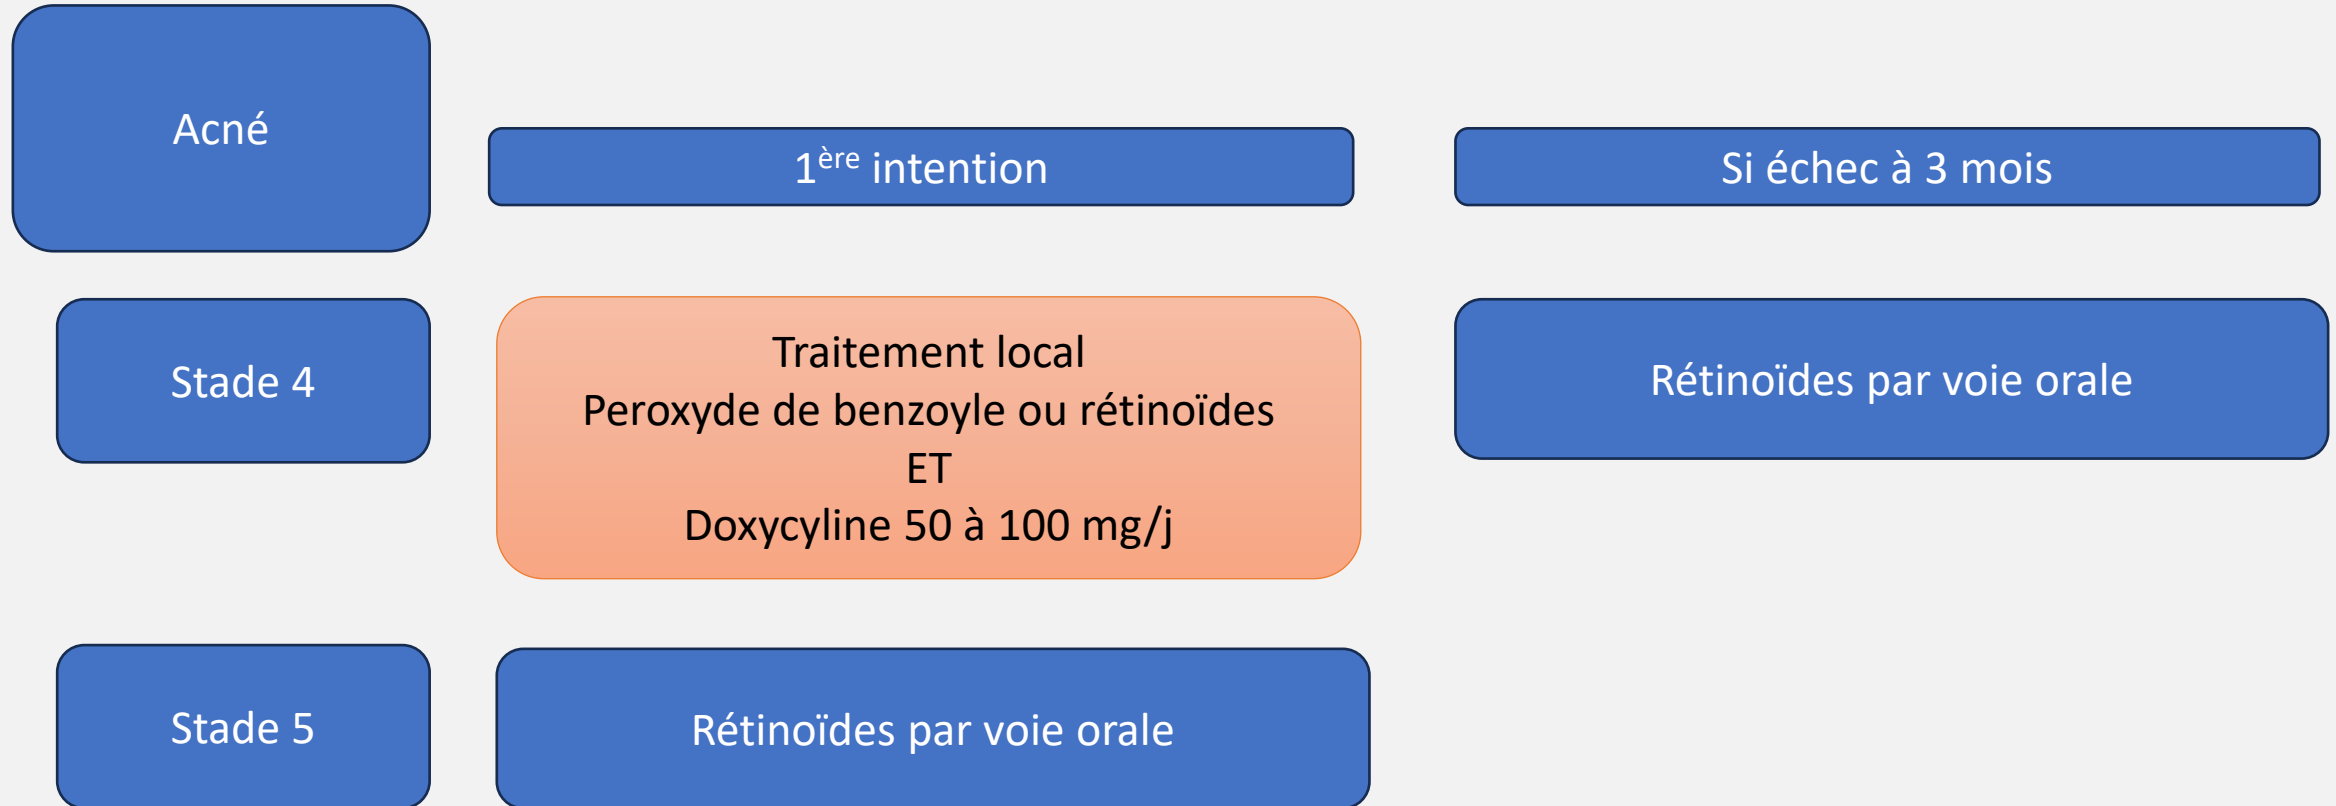 Acné
1ère intention
Si échec à 3 mois
Stade 4
Traitement local
Peroxyde de benzoyle ou rétinoïdes
ET
Doxycyline 50 à 100 mg/j
Rétinoïdes par voie orale
Stade 5
Rétinoïdes par voie orale